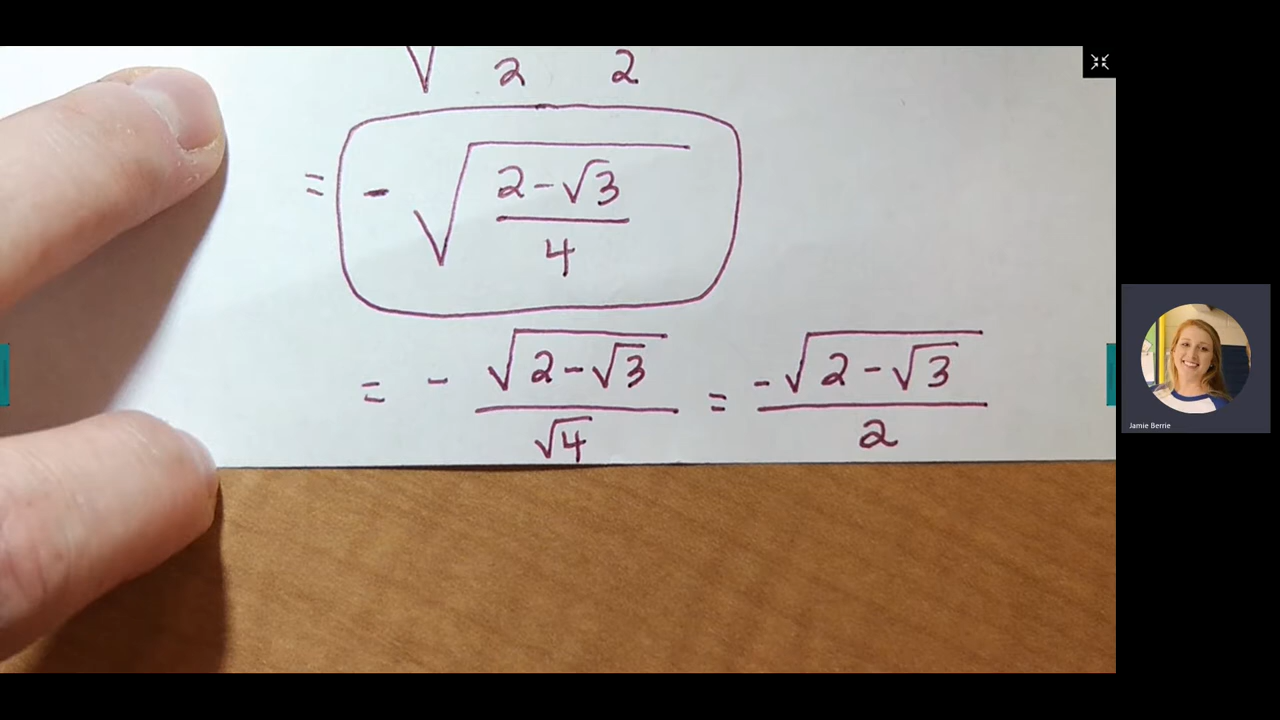 √ 2 2
= - √((2-√3)/4)
= - √(2-√3)/√4 = -√(2-√3)/2
Jamie Berrie